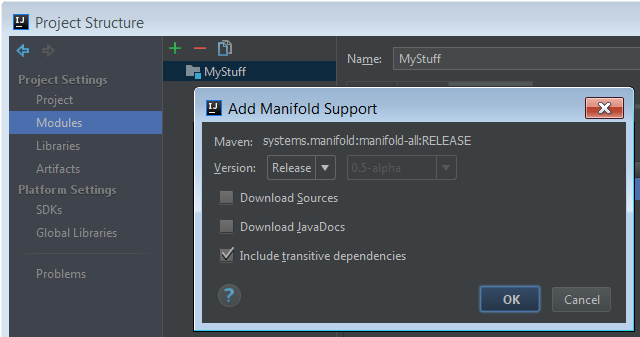 Project Structure
Project Settings
Project
Modules
Libraries
Artifacts
Platform Settings
SDKs
Global Libraries
Problems
MyStuff
Name: MyStuff
Add Manifold Support
Maven: systems.manifold:manifold-all:RELEASE
Version: Release 0.5-alpha
Download Sources
Download JavaDocs
Include transitive dependencies
? OK Cancel